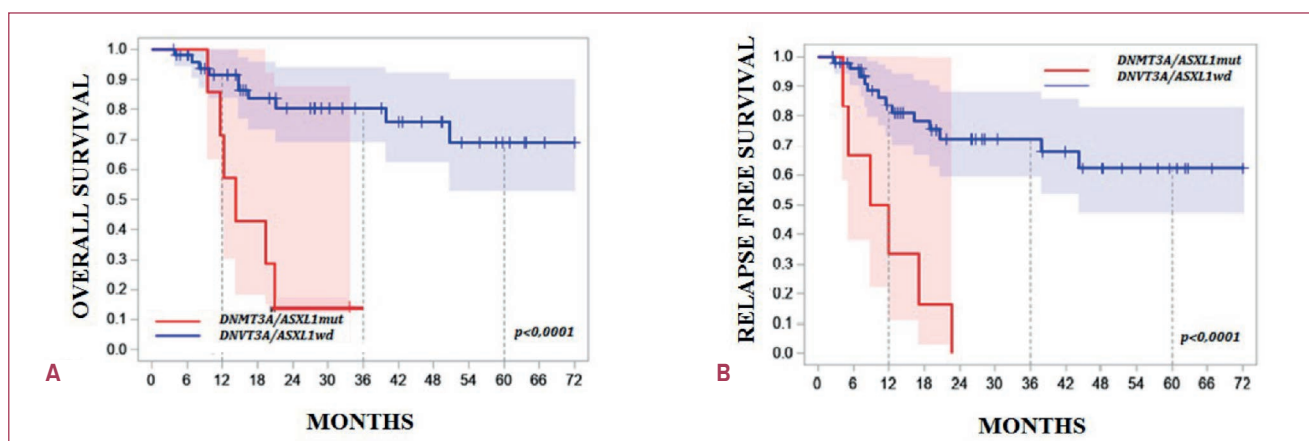 OVERALL SURVIVAL
1.0
0.9
0.8
0.7
0.6
0.5
0.4
0.3
0.2
0.1
0.0
DNMT3A/ASXL1mut
DNVT3A/ASXL1wd
p<0,0001
0 6 12 18 24 30 36 42 48 54 60 66 72
MONTHS
A
RELAPSE FREE SURVIVAL
1.0
0.9
0.8
0.7
0.6
0.5
0.4
0.3
0.2
0.1
0.0
DNMT3A/ASXL1mut
DNVT3A/ASXL1wd
p<0,0001
0 6 12 18 24 30 36 42 48 54 60 66 72
MONTHS
B